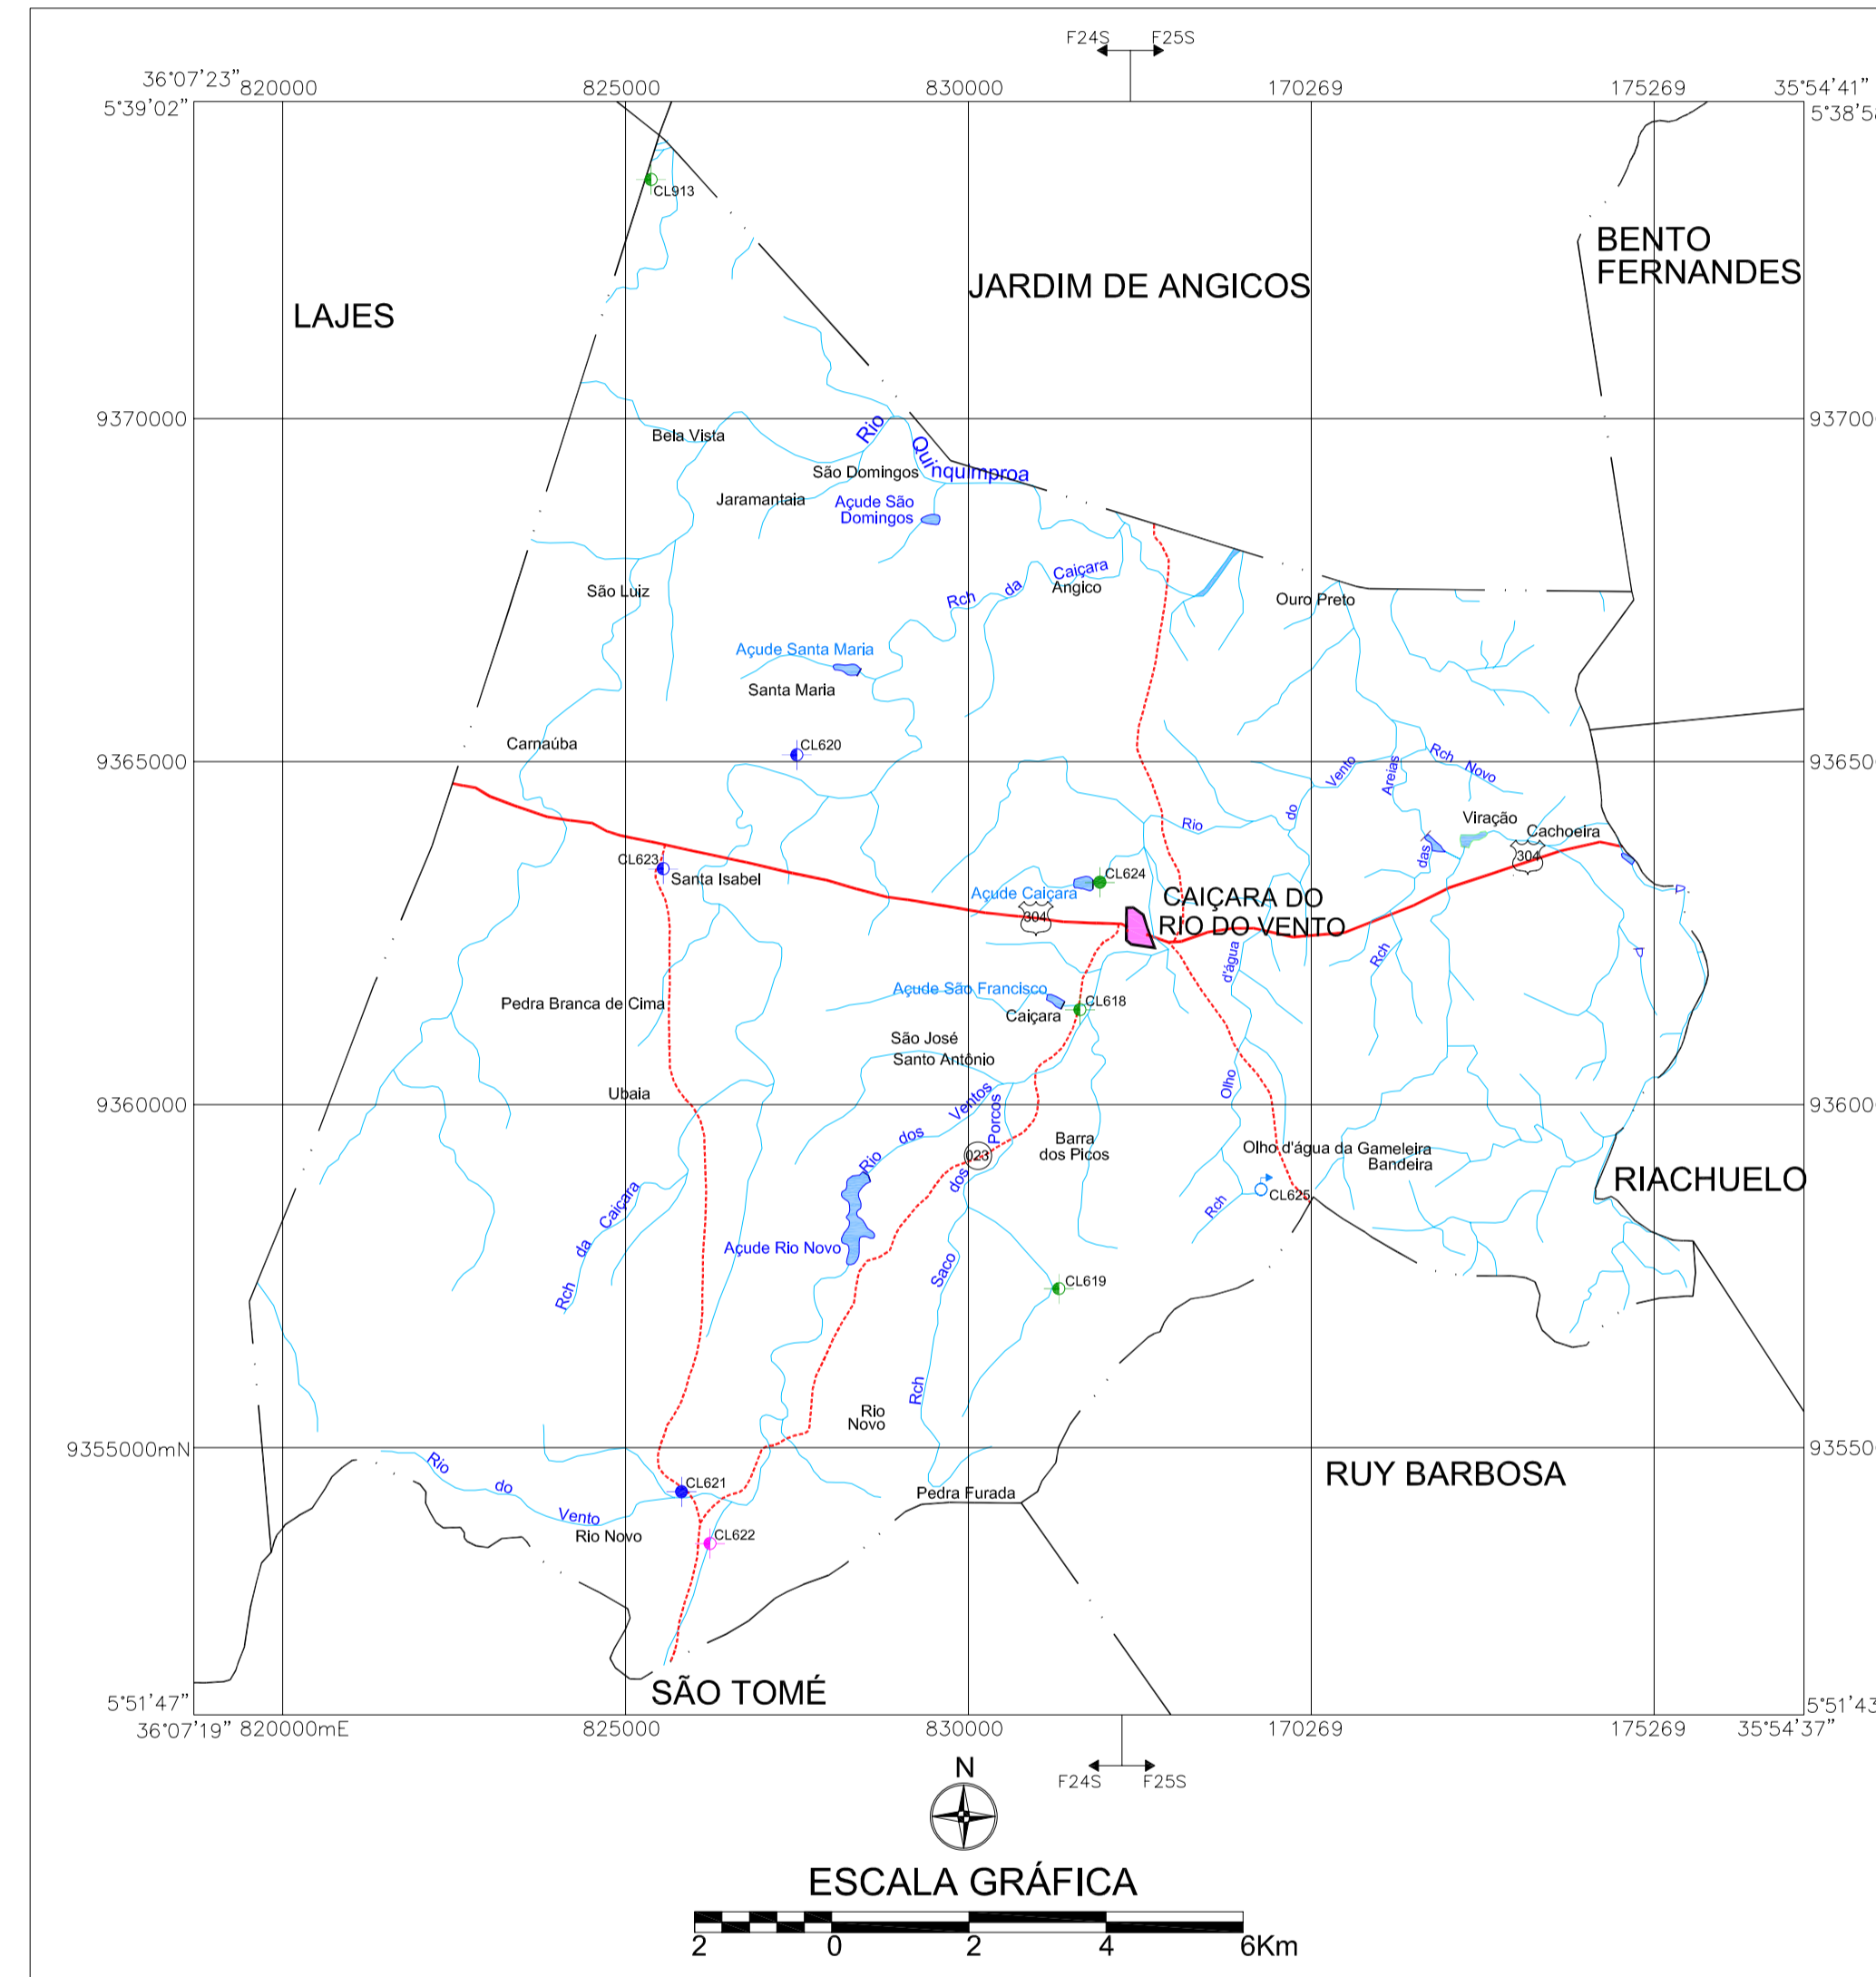 F24S F25S
36°07'23" 820000 825000 830000 170269 175269 35°54'41"
5°39'02" 5°38'5
CL913
BENTO
FERNANDES
JARDIM DE ANGICOS
LAJES
9370000 93700
Rio
Quinquimproa
Bela Vista
São Domingos
Jaramantaia
Açude São
Domingos
Caiçara
da
Rch
Angico
São Luiz
Ouro Preto
Açude Santa Maria
Santa Maria
Carnaúba
CL620
9365000 93650
Rch Novo
Vento
Areias
do
Rio
Viração
Cachoeira
das
304
CL623
Santa Isabel
CL624
Açude Caiçara
304
CAIÇARA DO
RIO DO VENTO
d'água
Rch
Açude São Francisco
CL618
Caiçara
Pedra Branca de Cima
São José
Santo Antônio
Olho
Ubaia
9360000 93600
Ventos
dos
Rio
Porcos
023
dos
Barra
dos Picos
Olho d'água da Gameleira
Bandeira
CL625
Rch
RIACHUELO
Caiçara
da
Rch
Açude Rio Novo
Saco
CL619
Rch
Rio
Novo
9355000mN 93550
Rio
do
Vento
CL621
Pedra Furada
RUY BARBOSA
Rio Novo
CL622
SÃO TOMÉ
5°51'47" 5°51'43
36°07'19" 820000mE 825000 830000 170269 175269 35°54'37"
F24S F25S
N
ESCALA GRÁFICA
2 0 2 4 6Km